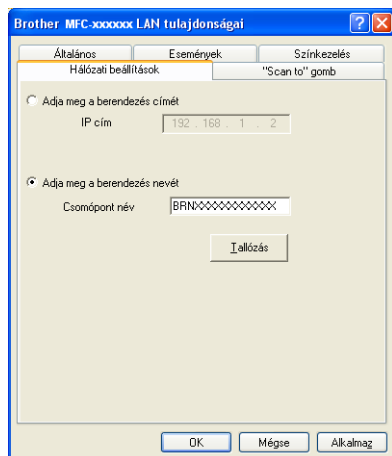 Brother MFC-xxxxxx LAN tulajdonságai
Általános Események Színkezelés
Hálózati beállítások "Scan to" gomb
Adja meg a berendezés címét
IP cím 192 . 168 . 1 . 2
Adja meg a berendezés nevét
Csomópont név BRNXXXXXXXXXXXX
Tallózás
OK Mégse Alkalmaz